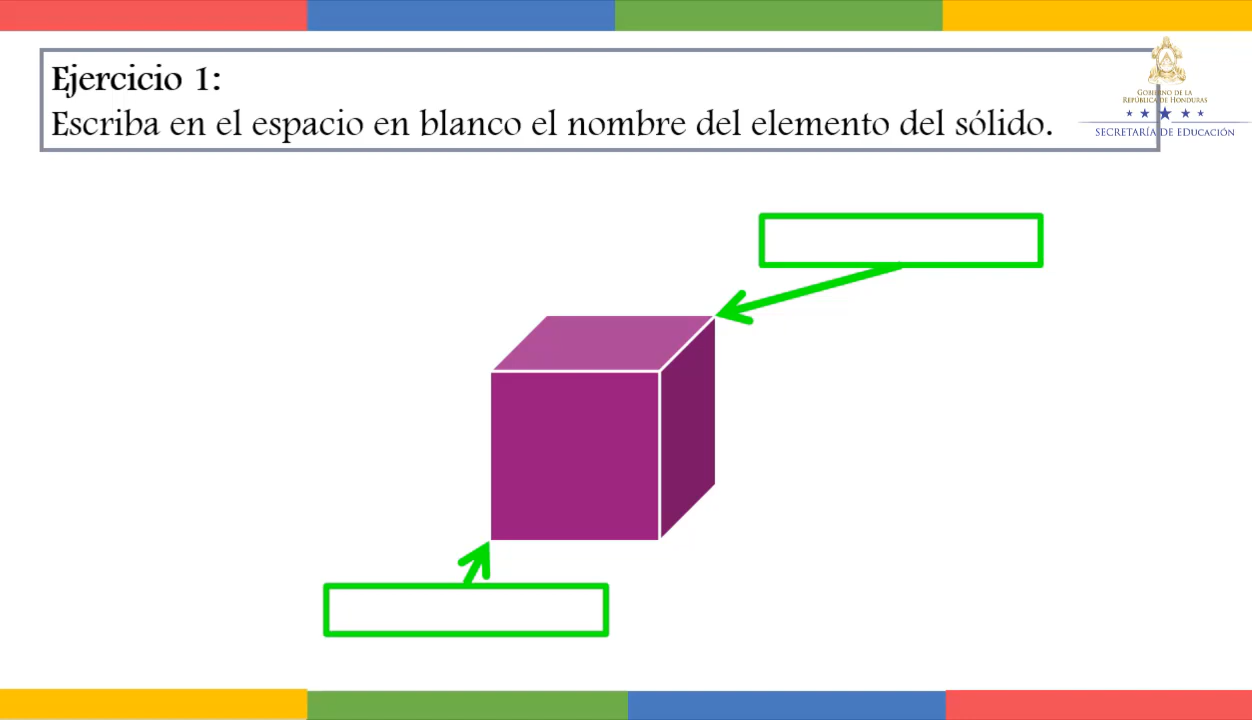 Ejercicio 1:
Escriba en el espacio en blanco el nombre del elemento del sólido.
GOBIERNO DE LA
REPÚBLICA DE HONDURAS
SECRETARÍA DE EDUCACIÓN